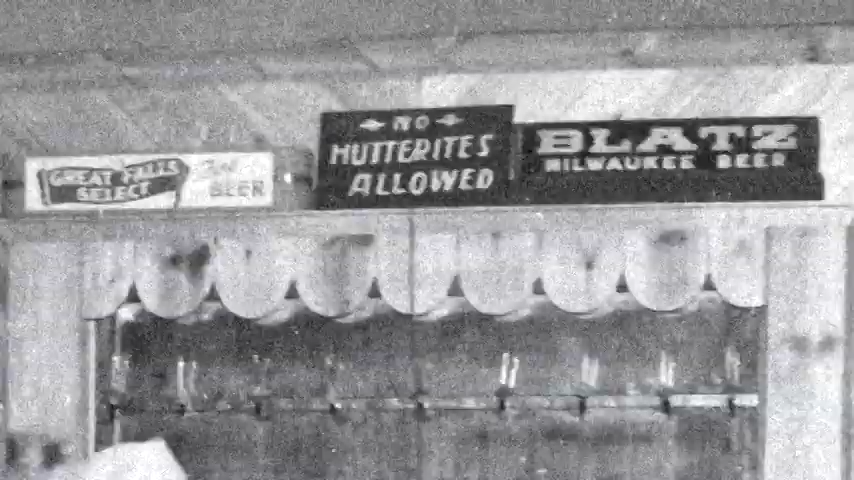 GREAT FALLS
SELECT
BEER
NO
HUTTERITES
ALLOWED
BLATZ
MILWAUKEE BEER